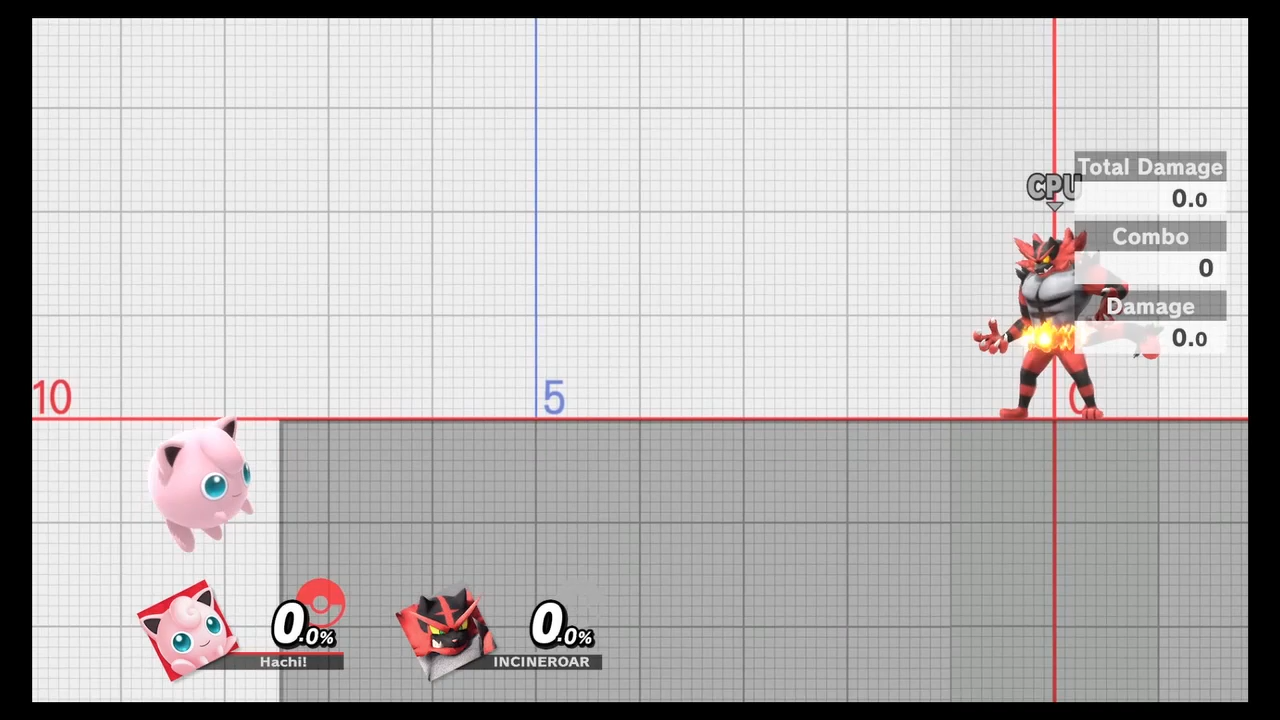 Total Damage
CPU
0.0
Combo
0
Damage
0.0
10
5
0
0.0%
Hachi!
0.0%
INCINEROAR